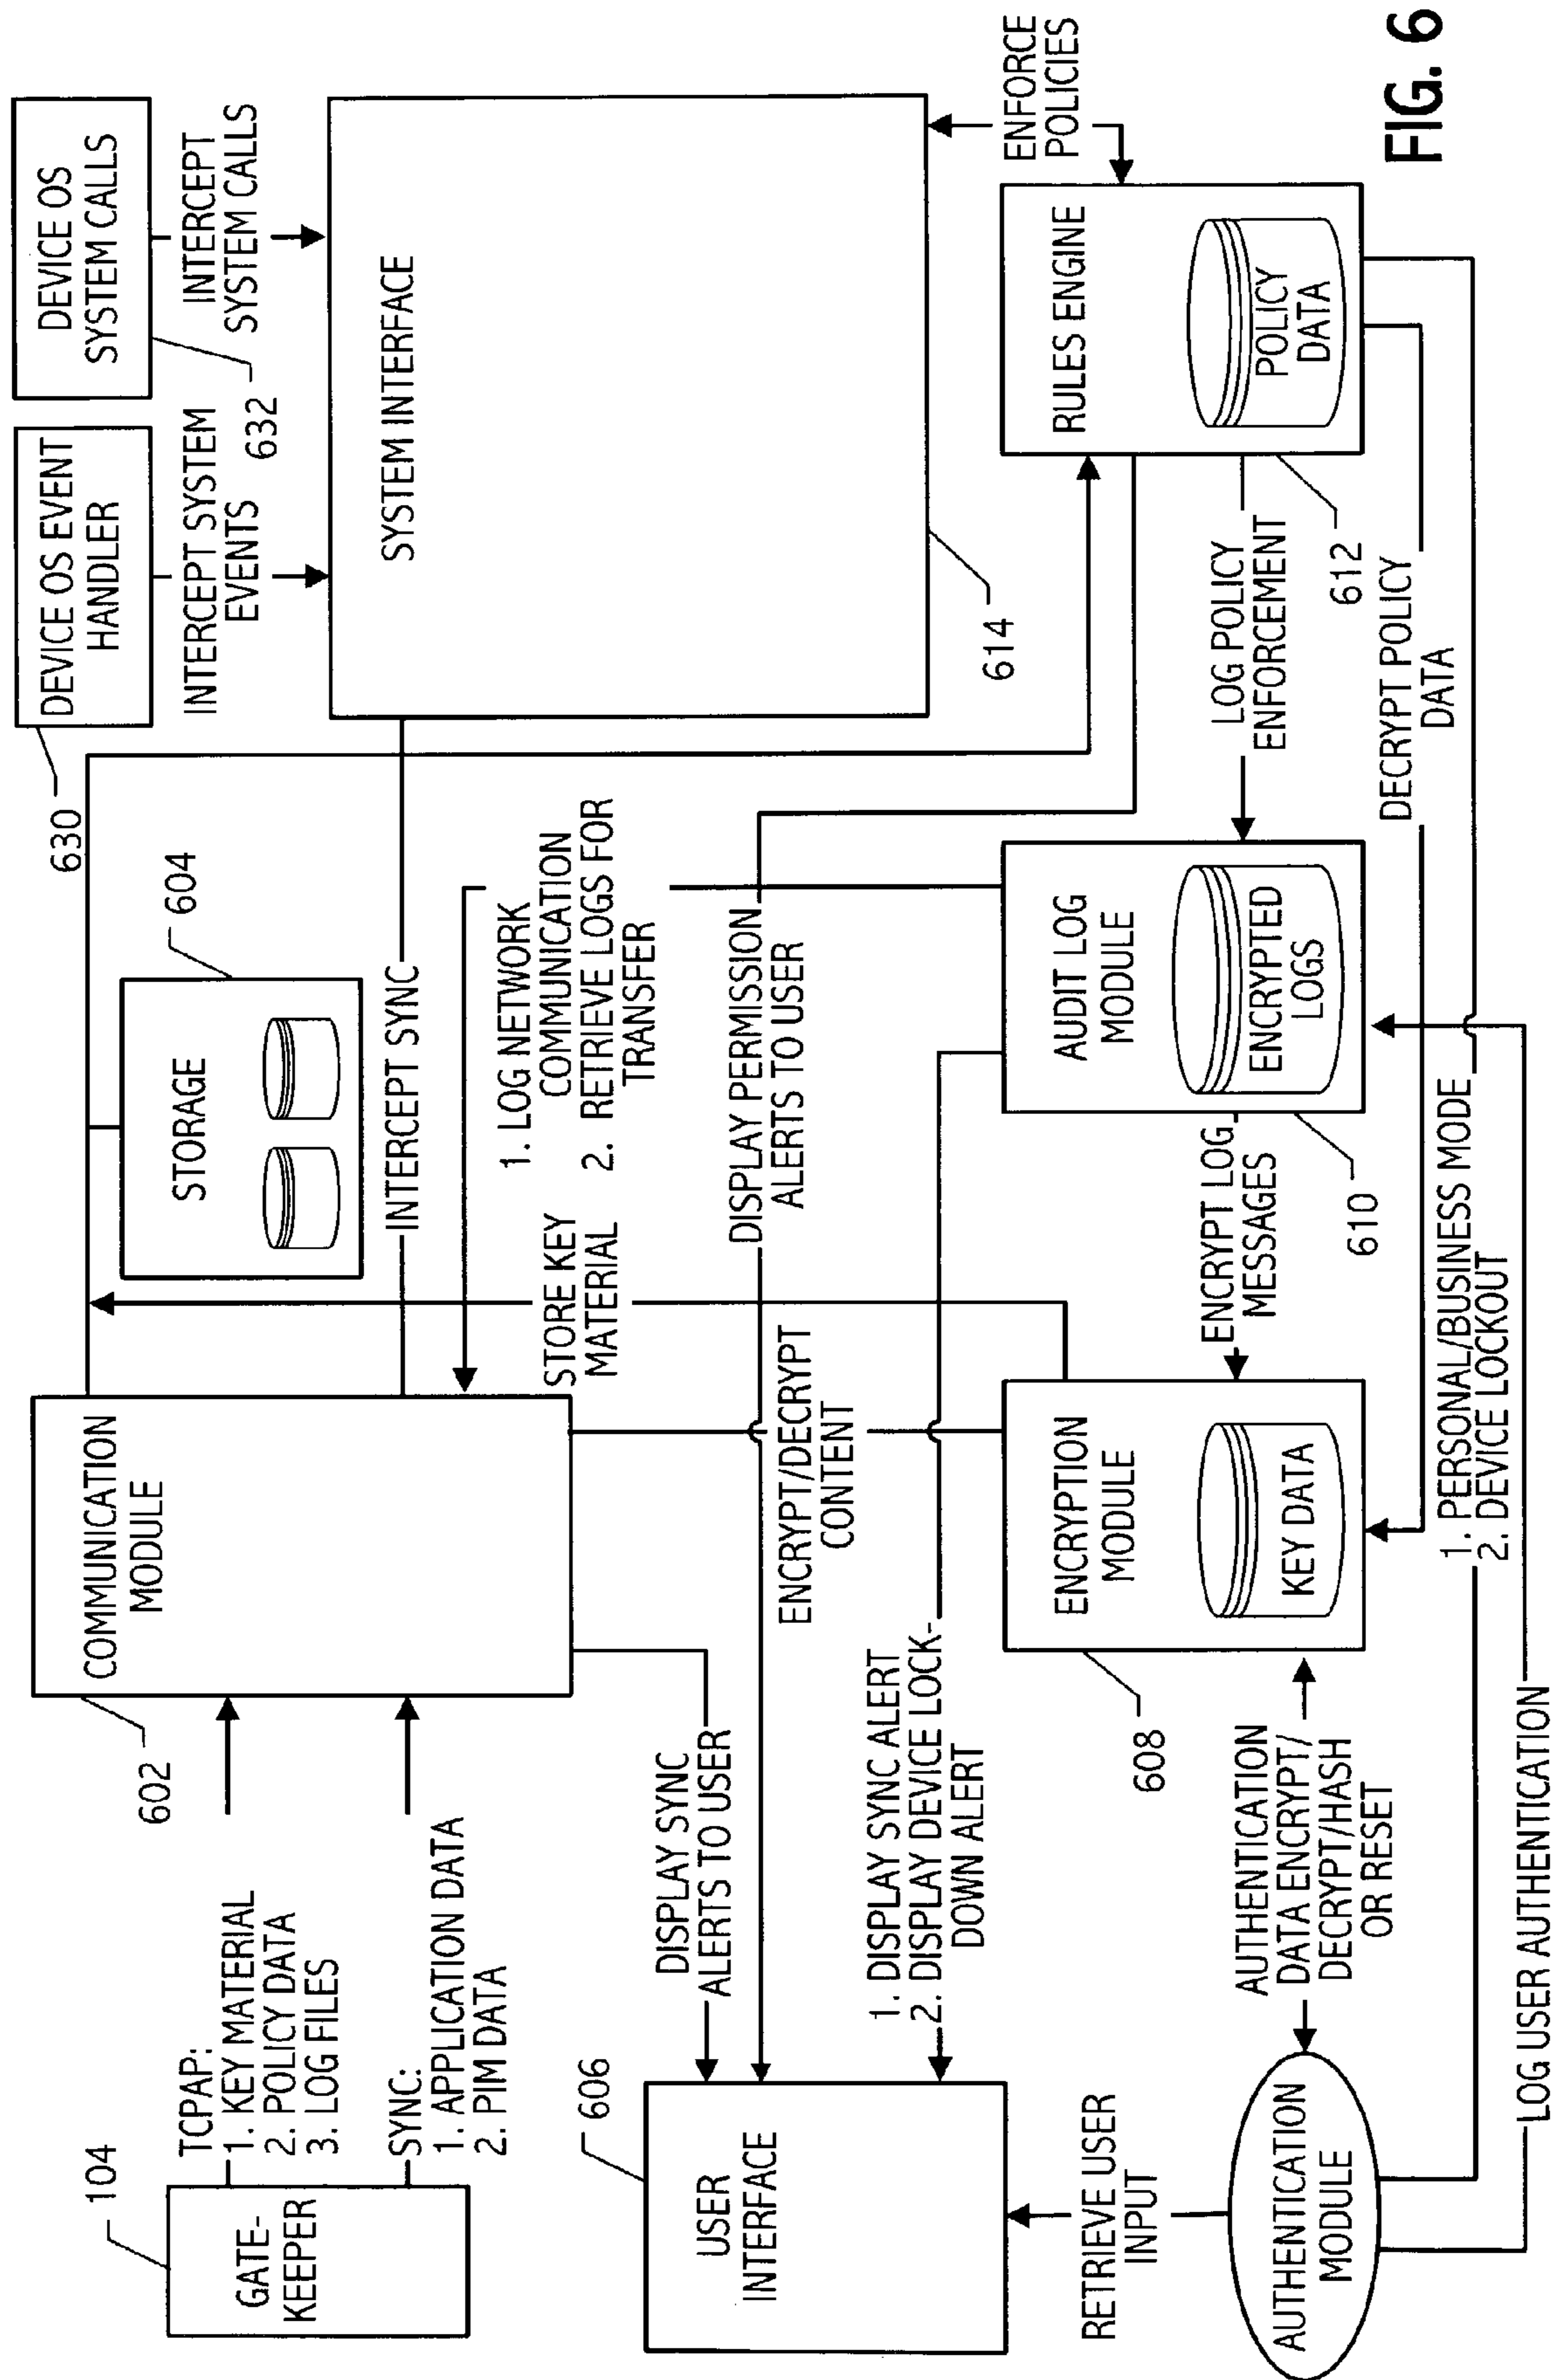 104
GATE-
KEEPER
TCPAP:
1. KEY MATERIAL
2. POLICY DATA
3. LOG FILES
SYNC:
1. APPLICATION DATA
2. PIM DATA
602
COMMUNICATION
MODULE
STORAGE
604
630
DEVICE OS EVENT
HANDLER
INTERCEPT SYSTEM
EVENTS
632
DEVICE OS
SYSTEM CALLS
INTERCEPT
SYSTEM CALLS
INTERCEPT SYNC
SYSTEM INTERFACE
614
1. LOG NETWORK
COMMUNICATION
2. RETRIEVE LOGS FOR
TRANSFER
STORE KEY
MATERIAL
606
USER
INTERFACE
DISPLAY SYNC
ALERTS TO USER
DISPLAY PERMISSION
ALERTS TO USER
ENCRYPT/DECRYPT
CONTENT
1. DISPLAY SYNC ALERT
2. DISPLAY DEVICE LOCK-
DOWN ALERT
ENFORCE
POLICIES
RETRIEVE USER
INPUT
AUTHENTICATION
MODULE
AUTHENTICATION
DATA ENCRYPT/
DECRYPT/HASH
OR RESET
608
ENCRYPTION
MODULE
KEY DATA
ENCRYPT LOG
MESSAGES
610
AUDIT LOG
MODULE
ENCRYPTED
LOGS
LOG POLICY
ENFORCEMENT
612
RULES ENGINE
POLICY
DATA
DECRYPT POLICY
DATA
1. PERSONAL/BUSINESS MODE
2. DEVICE LOCKOUT
LOG USER AUTHENTICATION
FIG. 6